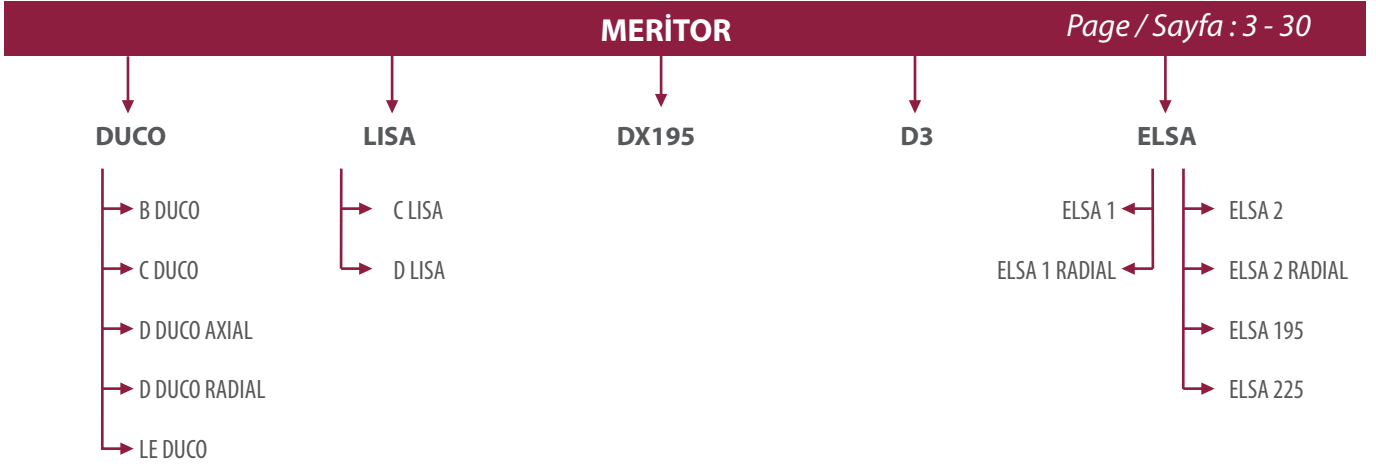 MERİTOR
Page / Sayfa : 3 - 30
DUCO
LISA
DX195
D3
ELSA
B DUCO
C DUCO
D DUCO AXIAL
D DUCO RADIAL
LE DUCO
C LISA
D LISA
ELSA 1
ELSA 1 RADIAL
ELSA 2
ELSA 2 RADIAL
ELSA 195
ELSA 225